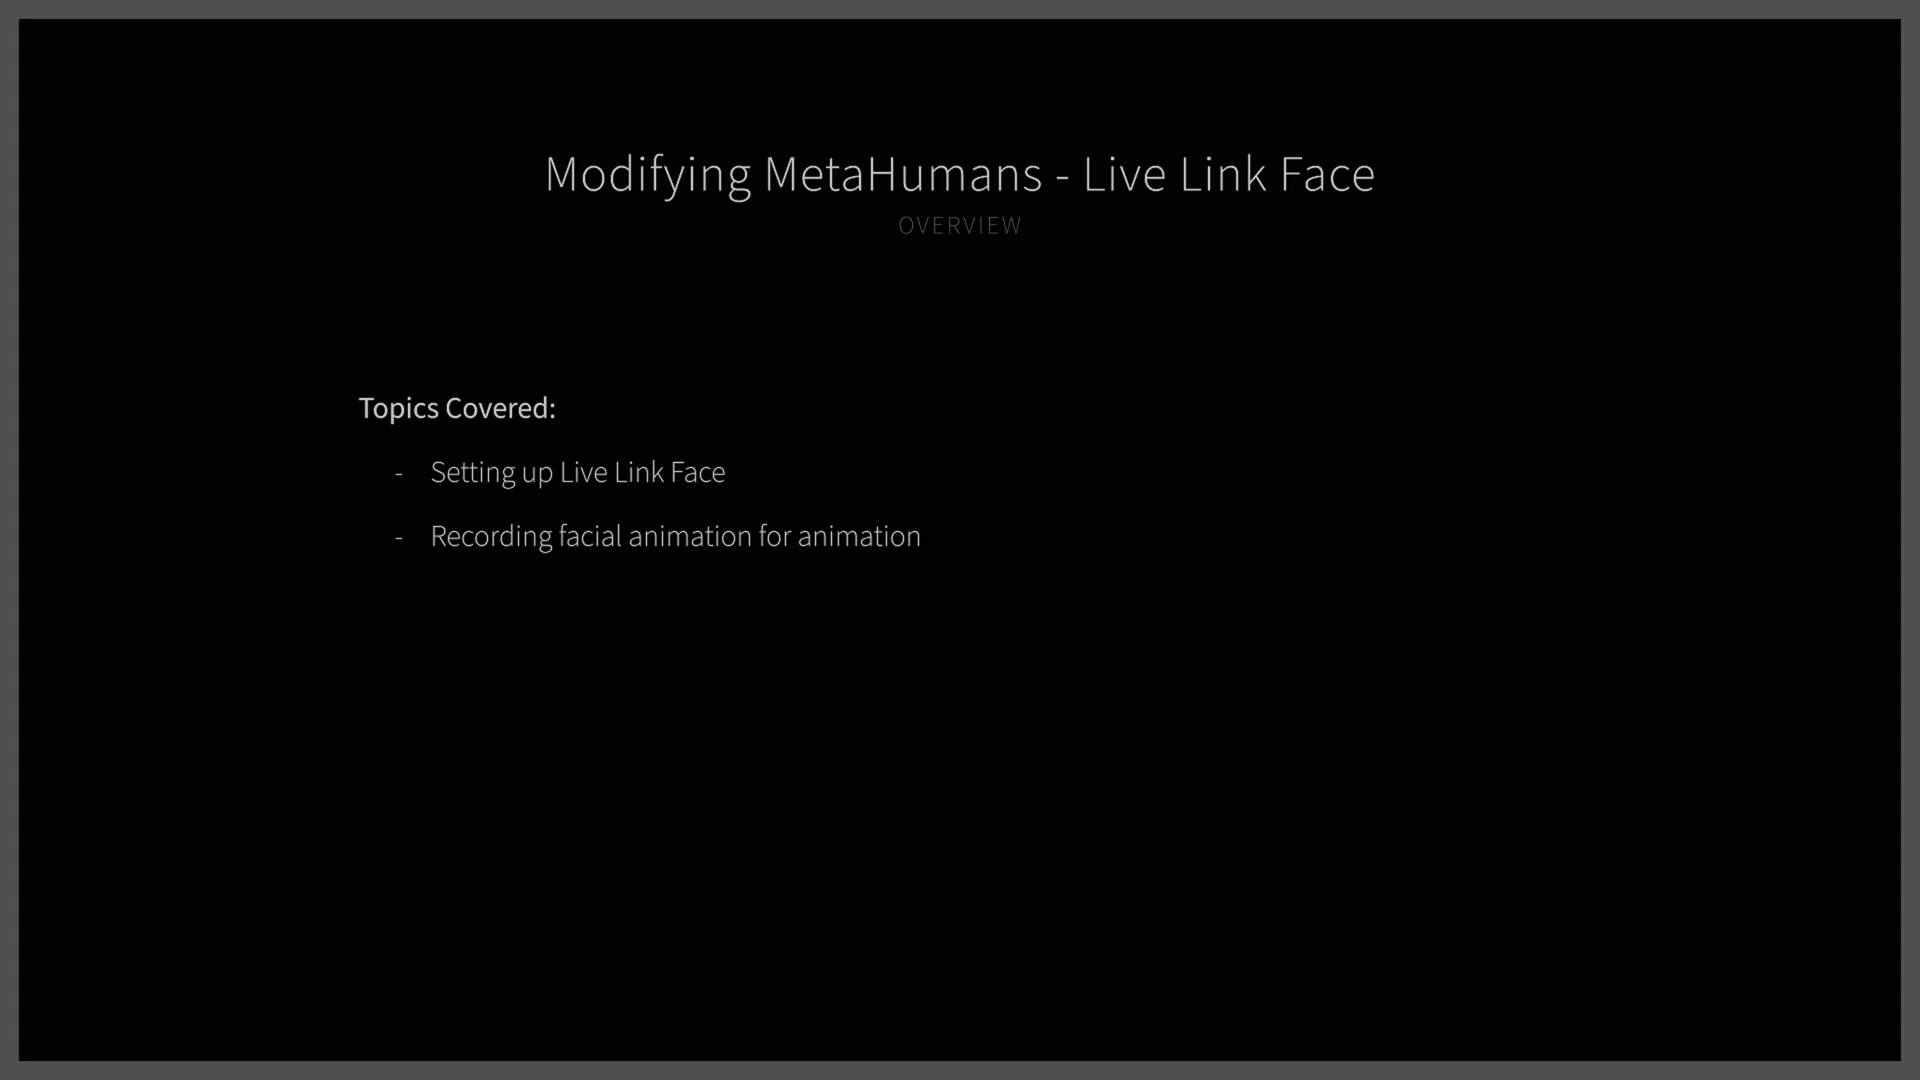 Modifying MetaHumans - Live Link Face
OVERVIEW
Topics Covered:
- Setting up Live Link Face
- Recording facial animation for animation